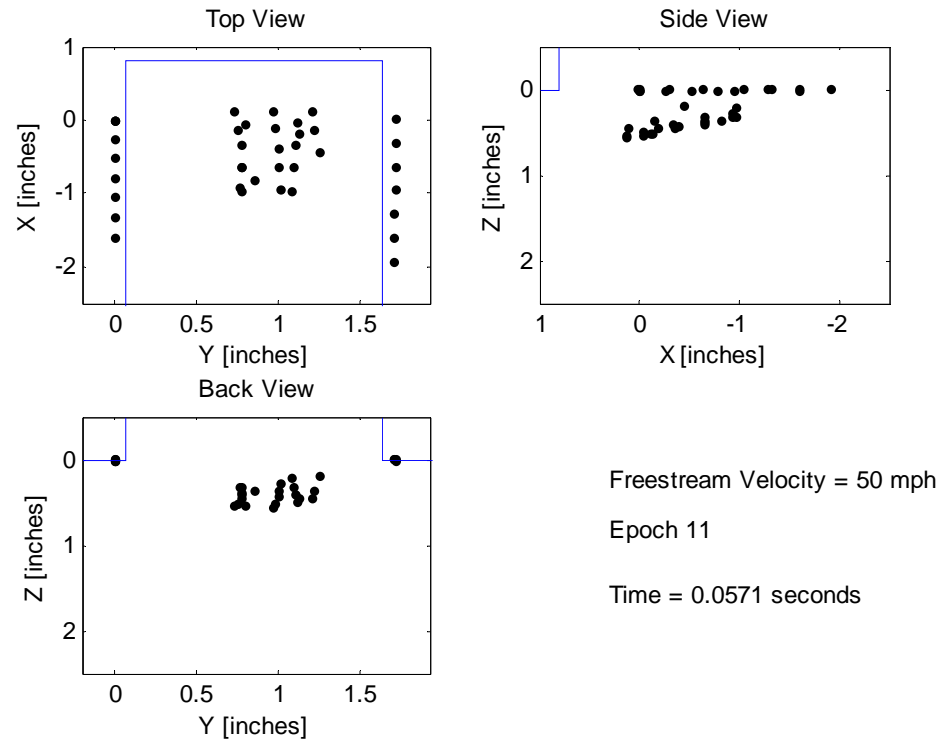 Top View
1
0
-1
-2
X [inches]
0 0.5 1 1.5
Y [inches]
Side View
0
1
2
Z [inches]
1 0 -1 -2
X [inches]
Back View
0
1
2
Z [inches]
0 0.5 1 1.5
Y [inches]
Freestream Velocity = 50 mph
Epoch 11
Time = 0.0571 seconds